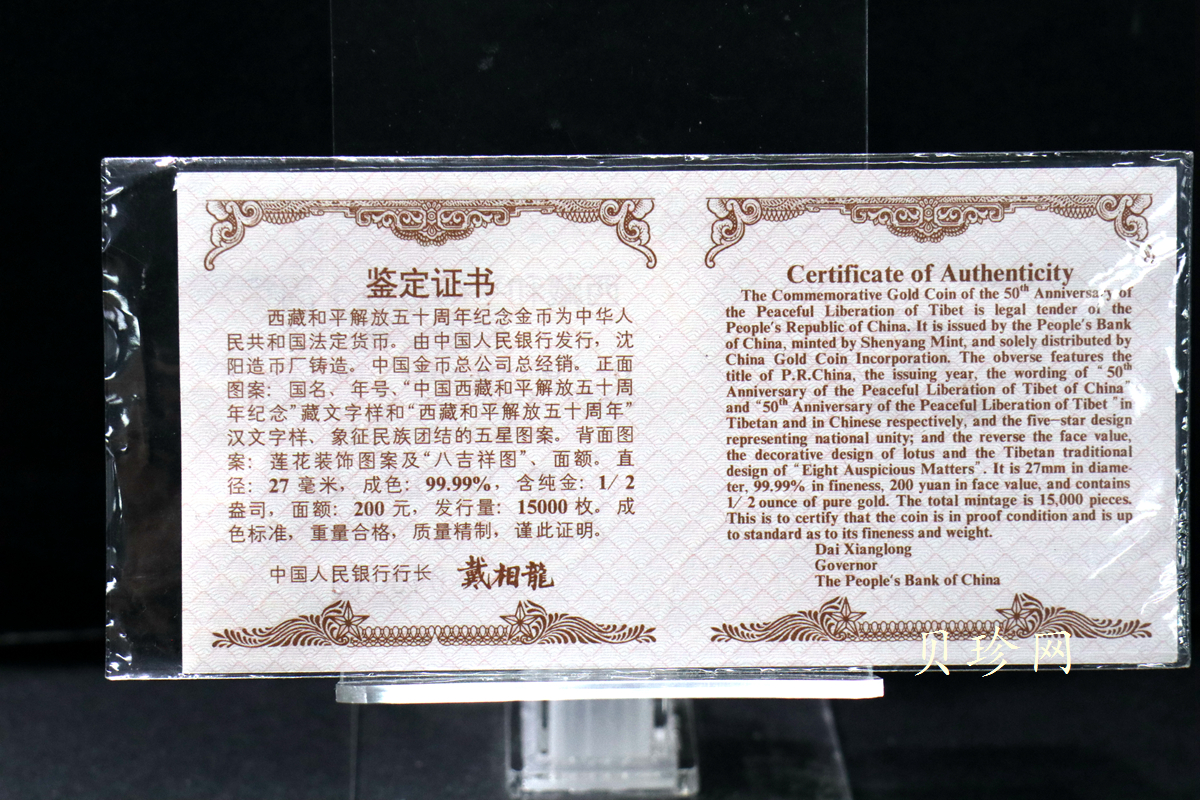 鉴定证书
西藏和平解放五十周年纪念金币为中华人
民共和国法定货币。由中国人民银行发行，沈
阳造币厂铸造。中国金币总公司总经销。正面
图案：国名、年号、“中国西藏和平解放五十周
年纪念”藏文字样和“西藏和平解放五十周年”
汉文字样、象征民族团结的五星图案。背面图
案：莲花装饰图案及“八吉祥图”、面额。直
径：27 毫米，成色：99.99%，含纯金：1/2
盎司，面额：200 元，发行量：15000 枚。成
色标准，重量合格，质量精制，谨此证明。
中国人民银行行长 戴相龍
Certificate of Authenticity
The Commemorative Gold Coin of the 50th Anniversary of
the Peaceful Liberation of Tibet is legal tender of the
People's Republic of China. It is issued by the People's Bank
of China, minted by Shenyang Mint, and solely distributed by
China Gold Coin Incorporation. The obverse features the
title of P.R.China, the issuing year, the wording of “50th
Anniversary of the Peaceful Liberation of Tibet of China”
and “50th Anniversary of the Peaceful Liberation of Tibet ”in
Tibetan and in Chinese respectively, and the five-star design
representing national unity; and the reverse the face value,
the decorative design of lotus and the Tibetan traditional
design of “Eight Auspicious Matters”. It is 27mm in diame-
ter, 99.99% in fineness, 200 yuan in face value, and contains
1/2 ounce of pure gold. The total mintage is 15,000 pieces.
This is to certify that the coin is in proof condition and is up
to standard as to its fineness and weight.
Dai Xianglong
Governor
The People's Bank of China
贝珍网